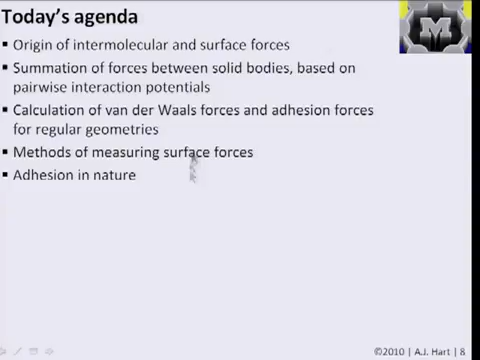 Today's agenda
▪ Origin of intermolecular and surface forces
▪ Summation of forces between solid bodies, based on
pairwise interaction potentials
▪ Calculation of van der Waals forces and adhesion forces
for regular geometries
▪ Methods of measuring surface forces
▪ Adhesion in nature
M
©2010 | A.J. Hart | 8